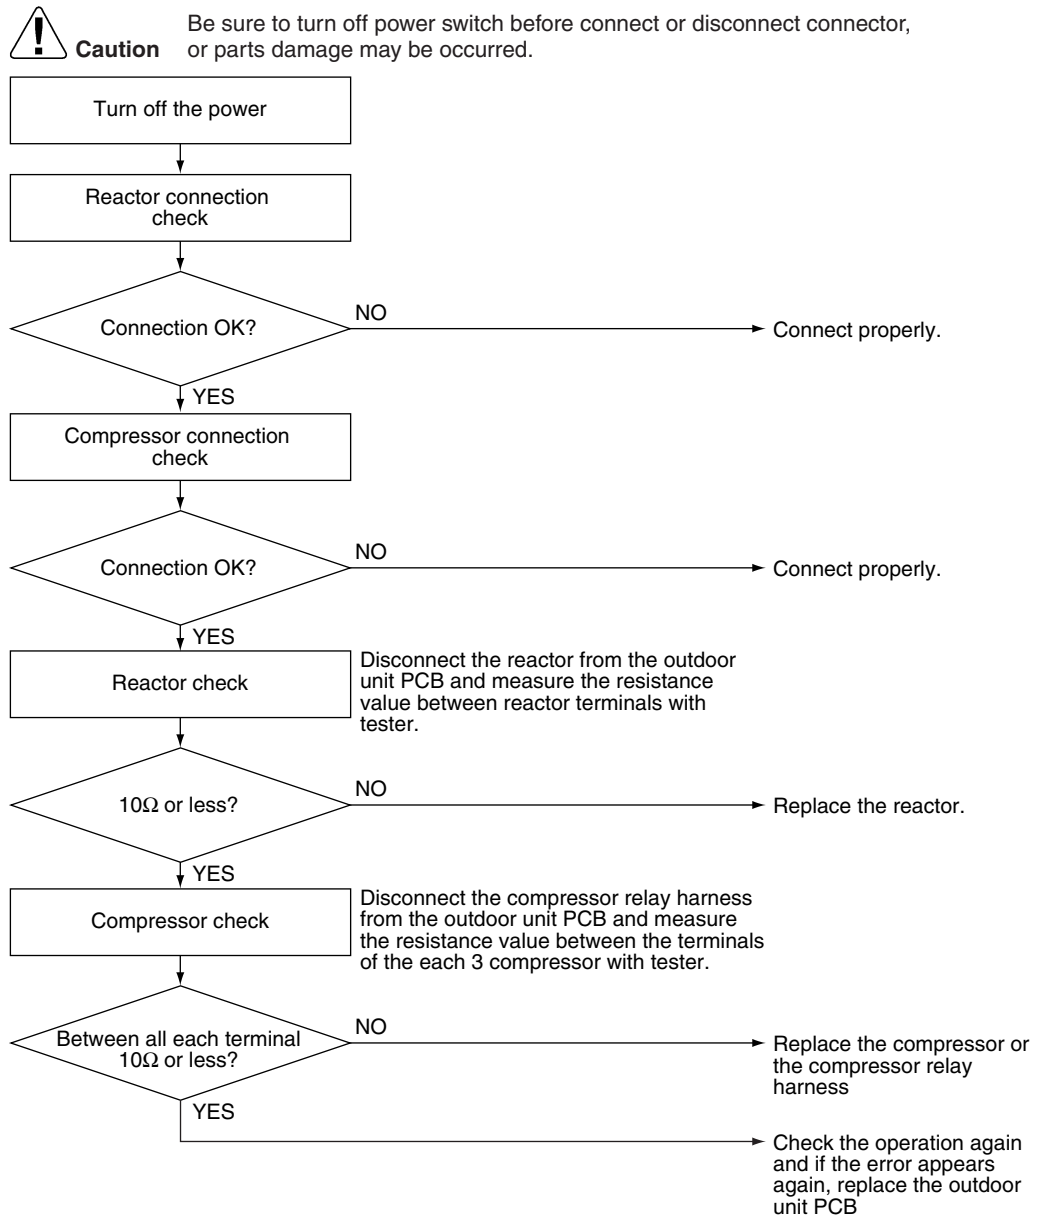 Be sure to turn off power switch before connect or disconnect connector,
Caution or parts damage may be occurred.
Turn off the power
Reactor connection
check
Connection OK?
NO
Connect properly.
YES
Compressor connection
check
Connection OK?
NO
Connect properly.
YES
Reactor check
Disconnect the reactor from the outdoor
unit PCB and measure the resistance
value between reactor terminals with
tester.
10Ω or less?
NO
Replace the reactor.
YES
Compressor check
Disconnect the compressor relay harness
from the outdoor unit PCB and measure
the resistance value between the terminals
of the each 3 compressor with tester.
Between all each terminal
10Ω or less?
NO
Replace the compressor or
the compressor relay
harness
YES
Check the operation again
and if the error appears
again, replace the outdoor
unit PCB